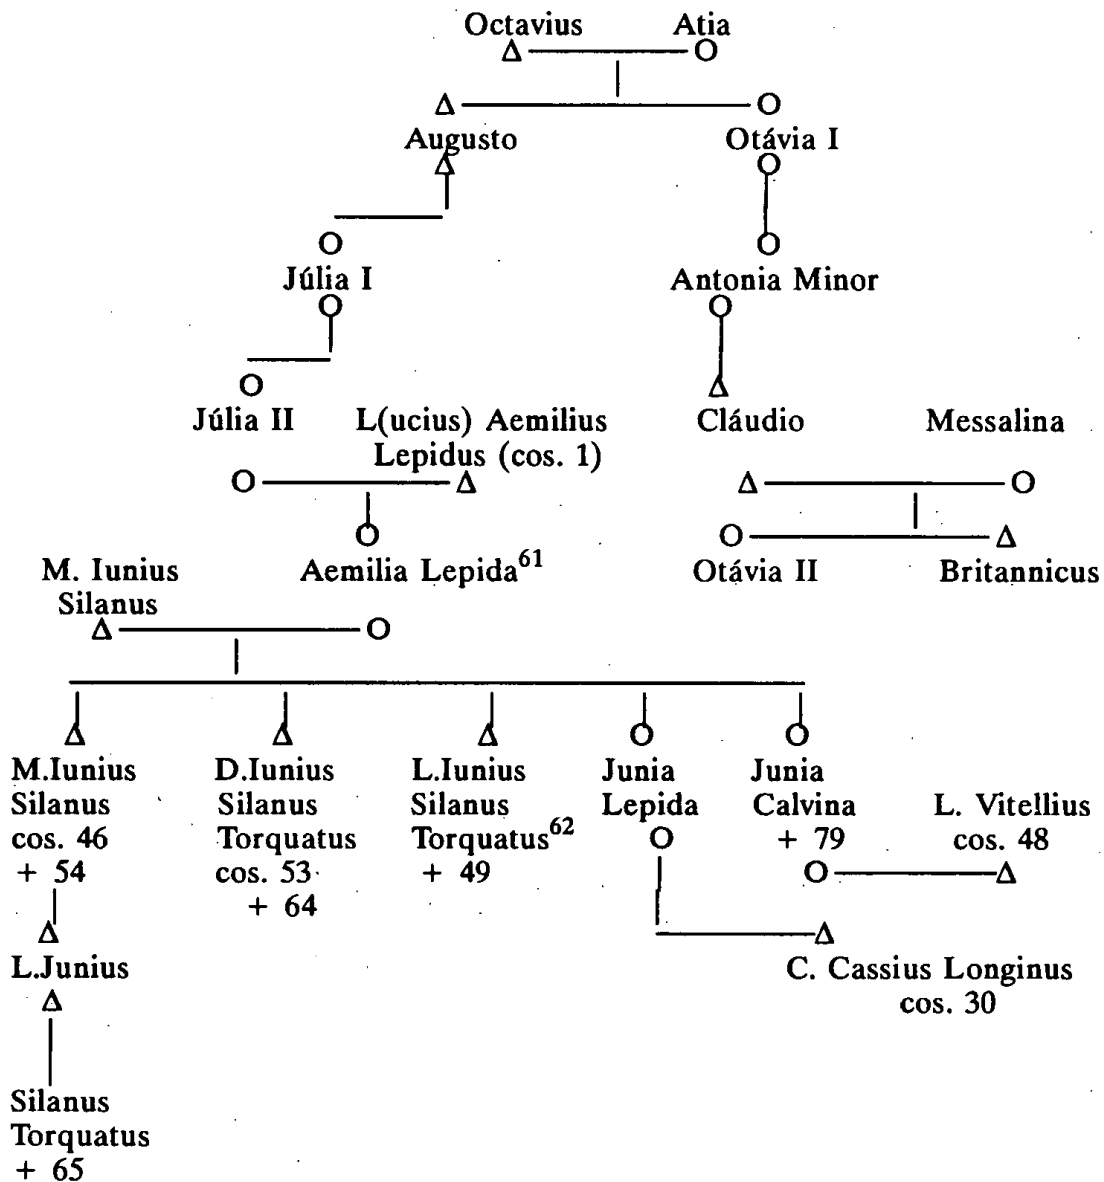 Octavius Atia
Augusto Otávia I
Júlia I Antonia Minor
Júlia II L(ucius) Aemilius Cláudio Messalina
Lepidus (cos. 1)
M. Iunius Aemilia Lepida61 Otávia II Britannicus
Silanus
M.Iunius D.Iunius L.Iunius Junia Junia
Silanus Silanus Silanus Lepida Calvina L. Vitellius
cos. 46 Torquatus Torquatus62 + 79 cos. 48
+ 54 cos. 53 + 49
+ 64
L.Junius C. Cassius Longinus
cos. 30
Silanus
Torquatus
+ 65